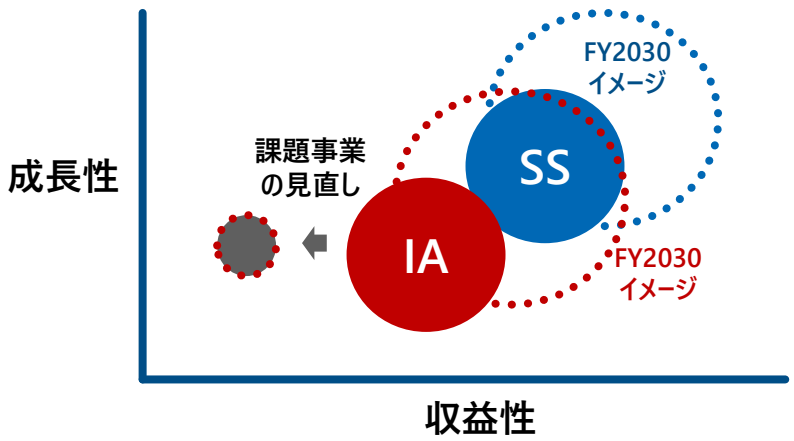 FY2030
イメージ
課題事業
の見直し
成長性
SS
IA
FY2030
イメージ
収益性